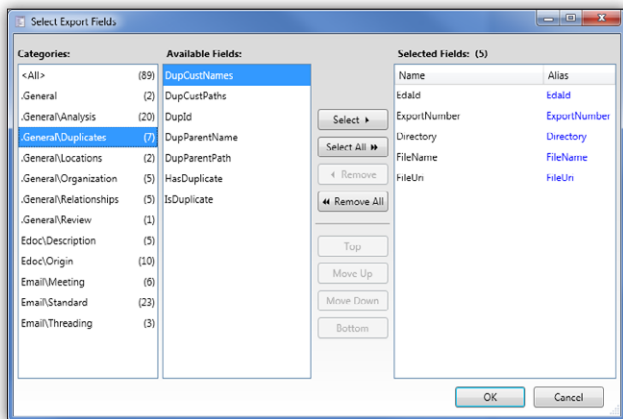 Select Export Fields
Categories:
<All> (89)
.General (2)
.General\Analysis (20)
.General\Duplicates (7)
.General\Locations (2)
.General\Organization (5)
.General\Relationships (5)
.General\Review (1)
Edoc\Description (5)
Edoc\Origin (10)
Email\Meeting (6)
Email\Standard (23)
Email\Threading (3)
Available Fields:
DupCustNames
DupCustPaths
DupId
DupParentName
DupParentPath
HasDuplicate
IsDuplicate
Select
Select All
Remove
Remove All
Top
Move Up
Move Down
Bottom
Selected Fields: (5)
Name Alias
EdaId EdaId
ExportNumber ExportNumber
Directory Directory
FileName FileName
FileUri FileUri
OK Cancel